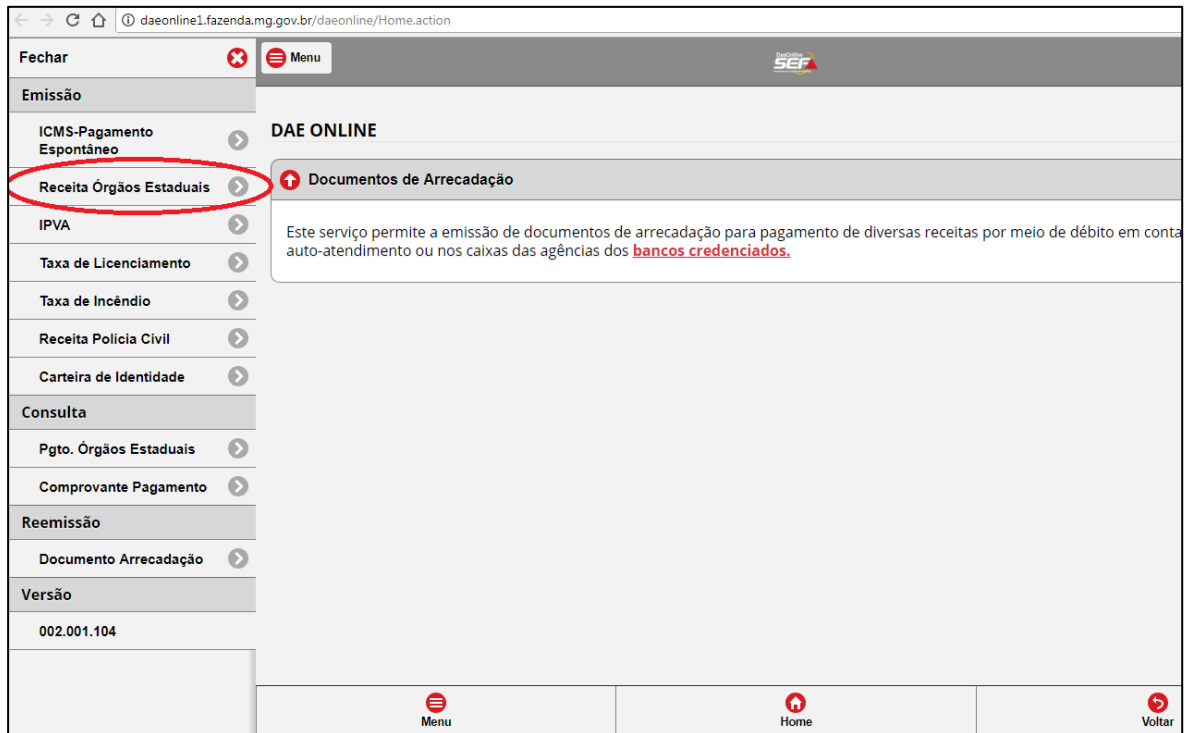 daeonline1.fazenda.mg.gov.br/daeonline/Home.action
Fechar
Emissão
ICMS-Pagamento
Espontâneo
Receita Órgãos Estaduais
IPVA
Taxa de Licenciamento
Taxa de Incêndio
Receita Polícia Civil
Carteira de Identidade
Consulta
Pgto. Órgãos Estaduais
Comprovante Pagamento
Reemissão
Documento Arrecadação
Versão
002.001.104
Menu
DaeOnline
SEF
DAE ONLINE
Documentos de Arrecadação
Este serviço permite a emissão de documentos de arrecadação para pagamento de diversas receitas por meio de débito em conta
auto-atendimento ou nos caixas das agências dos bancos credenciados.
Menu
Home
Voltar